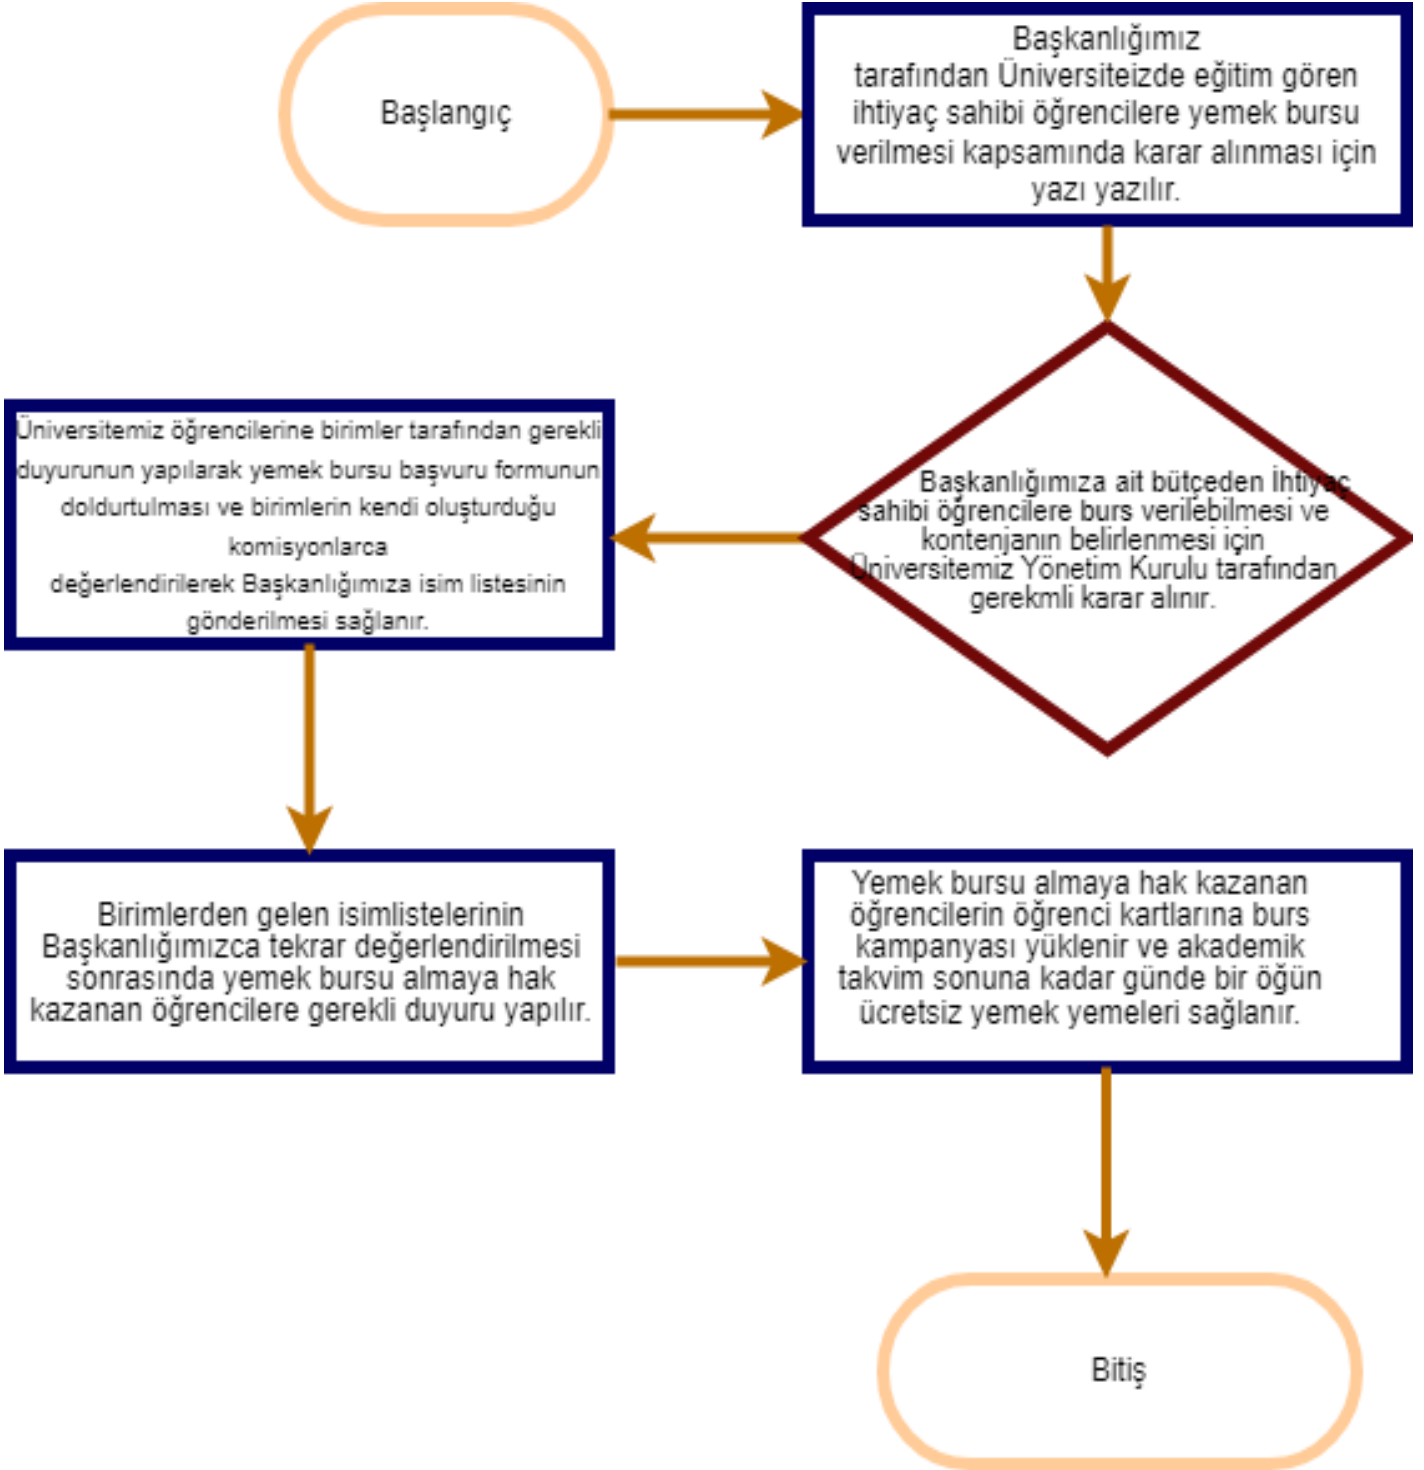 Başlangıç
Başkanlığımız
tarafından Üniversiteizde eğitim gören
ihtiyaç sahibi öğrencilere yemek bursu
verilmesi kapsamında karar alınması için
yazı yazılır.
Başkanlığımıza ait bütçeden İhtiyaç
sahibi öğrencilere burs verilebilmesi ve
kontenjanın belirlenmesi için
Üniversitemiz Yönetim Kurulu tarafından
gerekmli karar alınır.
Üniversitemiz öğrencilerine birimler tarafından gerekli
duyurunun yapılarak yemek bursu başvuru formunun
doldurtulması ve birimlerin kendi oluşturduğu
komisyonlarca
değerlendirilerek Başkanlığımıza isim listesinin
gönderilmesi sağlanır.
Birimlerden gelen isimlistelerinin
Başkanlığımızca tekrar değerlendirilmesi
sonrasında yemek bursu almaya hak
kazanan öğrencilere gerekli duyuru yapılır.
Yemek bursu almaya hak kazanan
öğrencilerin öğrenci kartlarına burs
kampanyası yüklenir ve akademik
takvim sonuna kadar günde bir öğün
ücretsiz yemek yemeleri sağlanır.
Bitiş